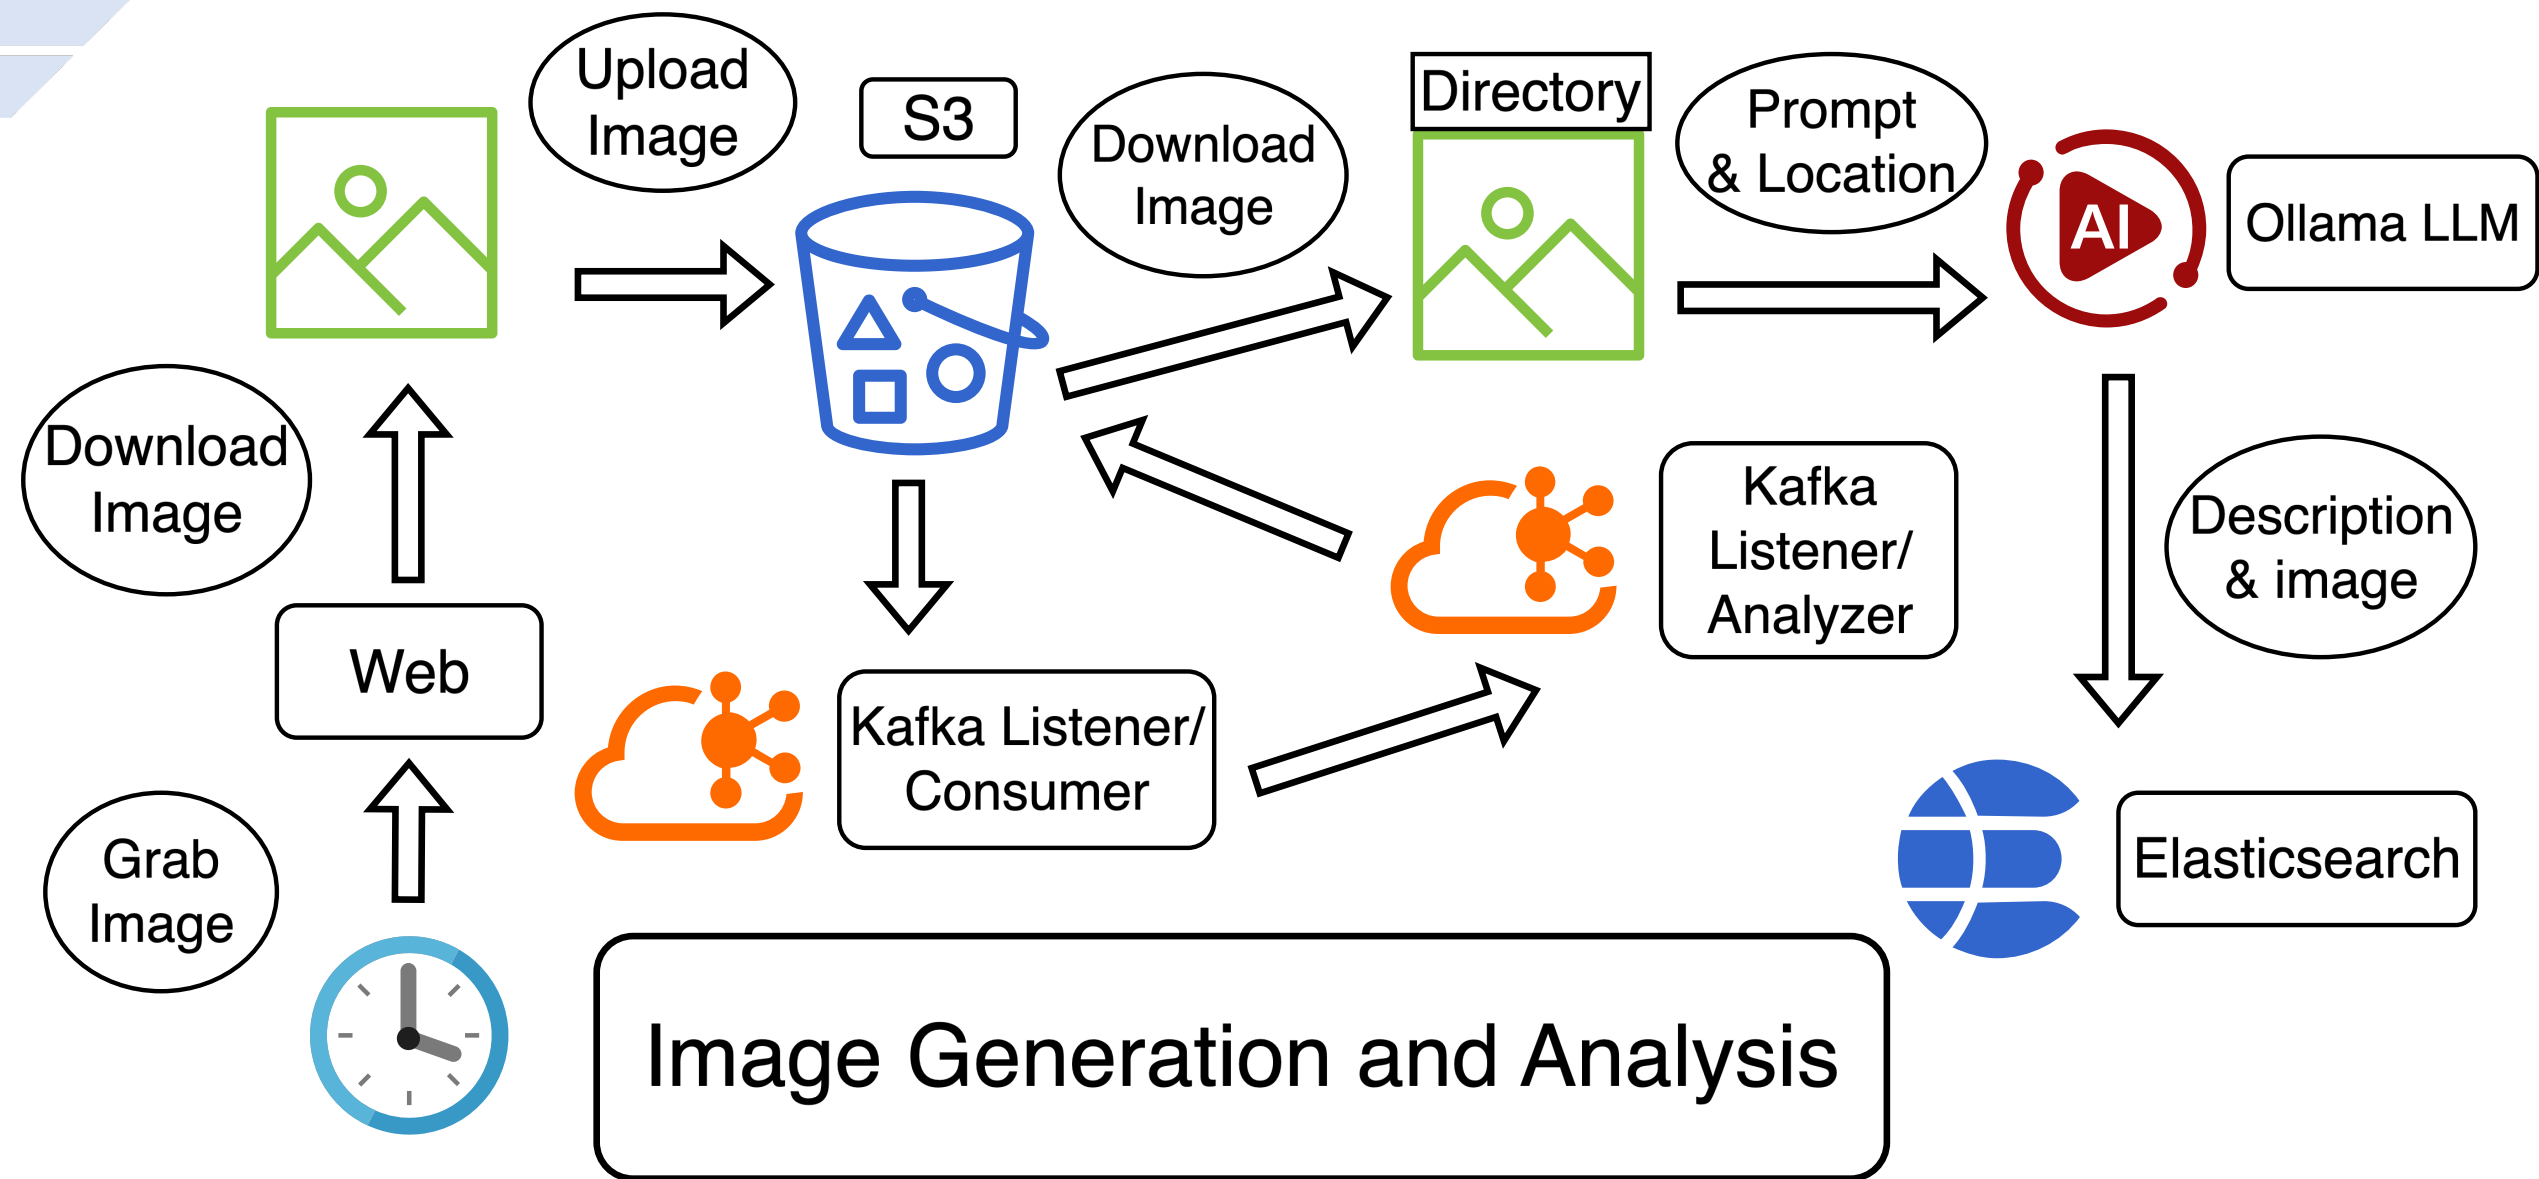 Upload
Image
S3
Download
Image
Directory
Prompt
& Location
AI
Ollama LLM
Download
Image
Web
Kafka
Listener/
Analyzer
Description
& image
Kafka Listener/
Consumer
Grab
Image
Elasticsearch
Image Generation and Analysis